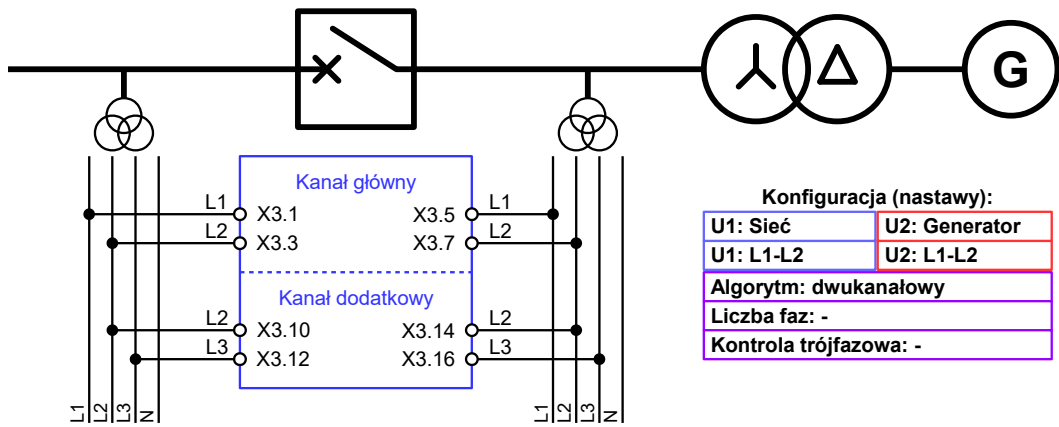 G
Kanał główny
L1 X3.1 X3.5 L1
L2 X3.3 X3.7 L2
Kanał dodatkowy
L2 X3.10 X3.14 L2
L3 X3.12 X3.16 L3
L1 L2 L3 N
L1 L2 L3 N
Konfiguracja (nastawy):
U1: Sieć U2: Generator
U1: L1-L2 U2: L1-L2
Algorytm: dwukanałowy
Liczba faz: -
Kontrola trójfazowa: -